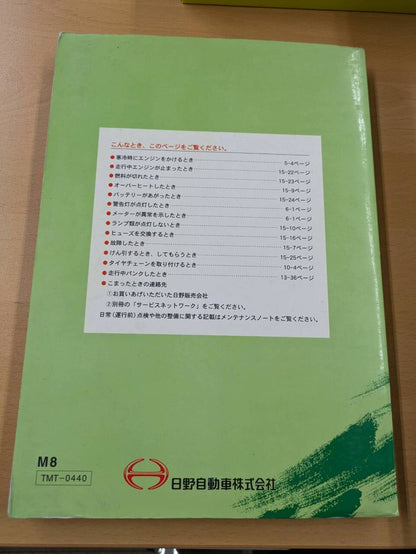 こんなとき、このページをご覧ください。
●寒冷時にエンジンをかけるとき 5-4ページ
●走行中エンジンが止まったとき 15-22ページ
●燃料が切れたとき 15-23ページ
●オーバーヒートしたとき 15-9ページ
●バッテリーがあがったとき 15-24ページ
●警告灯が点灯したとき 6-1ページ
●メーターが異常を示したとき 6-1ページ
●ランプ類が点灯しないとき 15-10ページ
●ヒューズを交換するとき 15-16ページ
●故障したとき 15-7ページ
●けん引するとき、してもらうとき 15-25ページ
●タイヤチェーンを取り付けるとき 10-4ページ
●走行中パンクしたとき 13-36ページ
●こまったときの連絡先
①お買いあげいただいた日野販売会社
②別冊の「サービスネットワーク」をご覧ください。
日常(運行前)点検や他の整備に関する記載はメンテナンスノートをご覧ください。
M8
TMT-0440
日野自動車株式会社